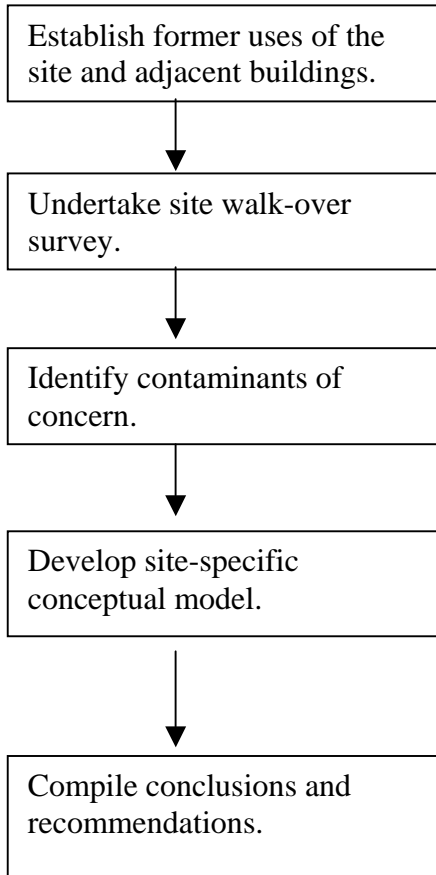 Establish former uses of the
site and adjacent buildings.
Undertake site walk-over
survey.
Identify contaminants of
concern.
Develop site-specific
conceptual model.
Compile conclusions and
recommendations.